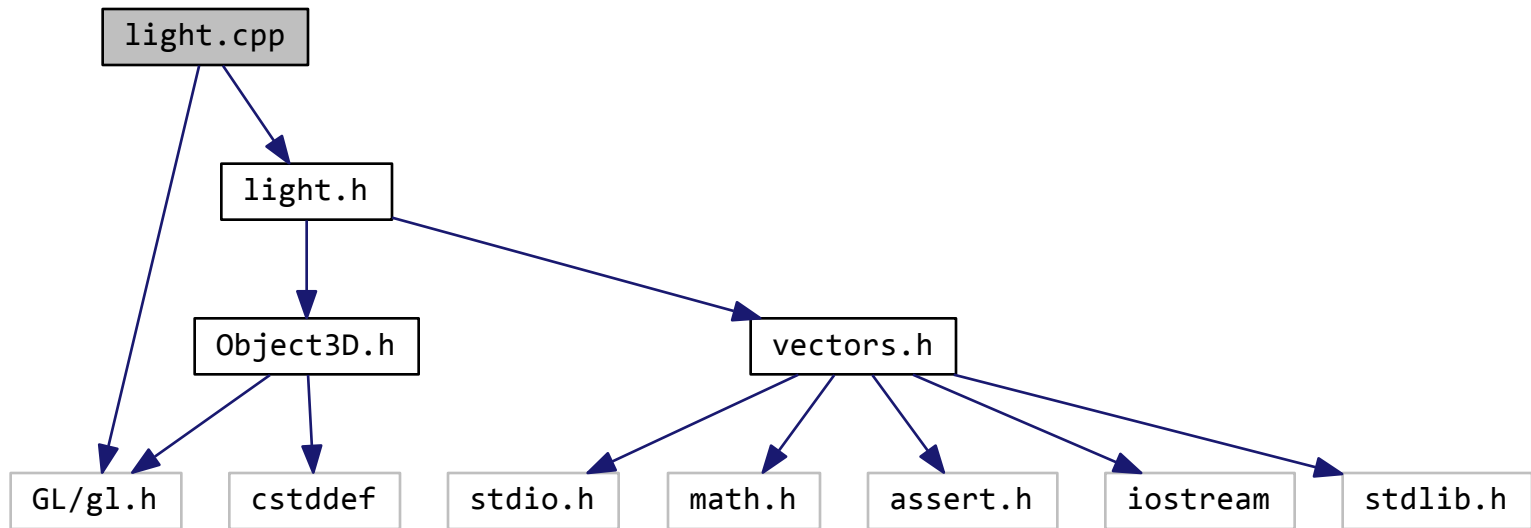 light.cpp
light.h
Object3D.h
vectors.h
GL/gl.h
cstddef
stdio.h
math.h
assert.h
iostream
stdlib.h